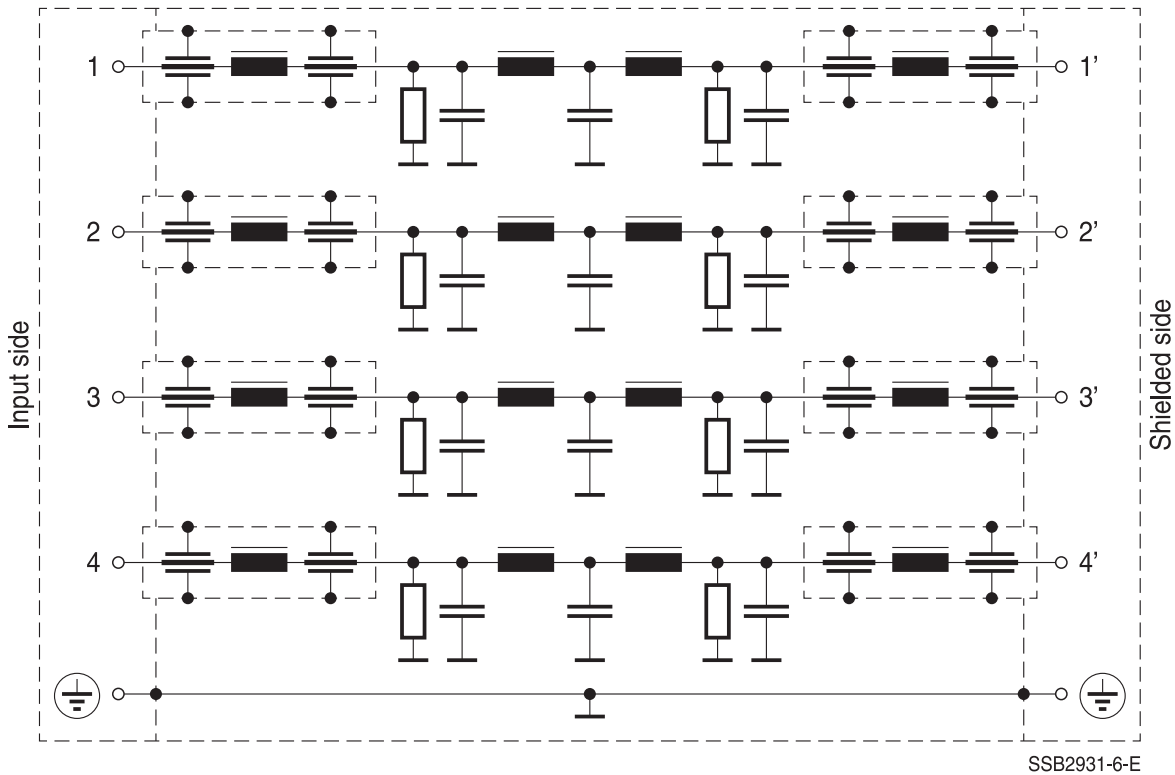 1 1'
2 2'
Input side
Shielded side
3 3'
4 4'
SSB2931-6-E